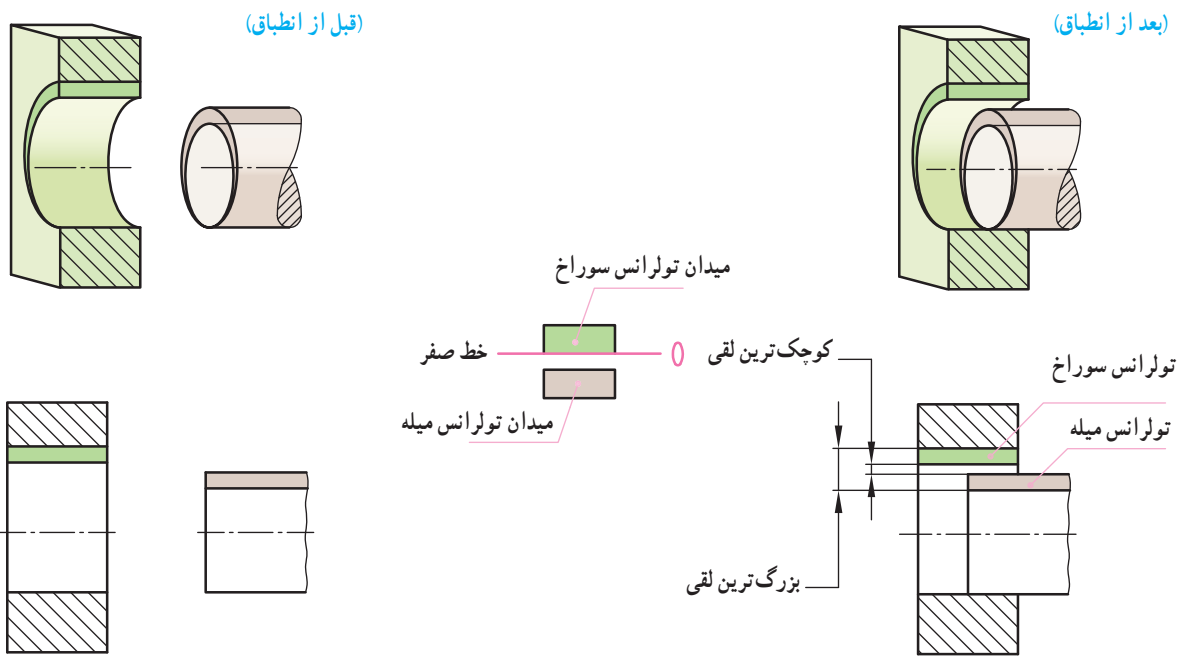 (بعد از انطباق)
(قبل از انطباق)
میدان تولرانس سوراخ
خط صفر
میدان تولرانس میله
کوچک‌ترین لقی
تولرانس سوراخ
تولرانس میله
بزرگ‌ترین لقی